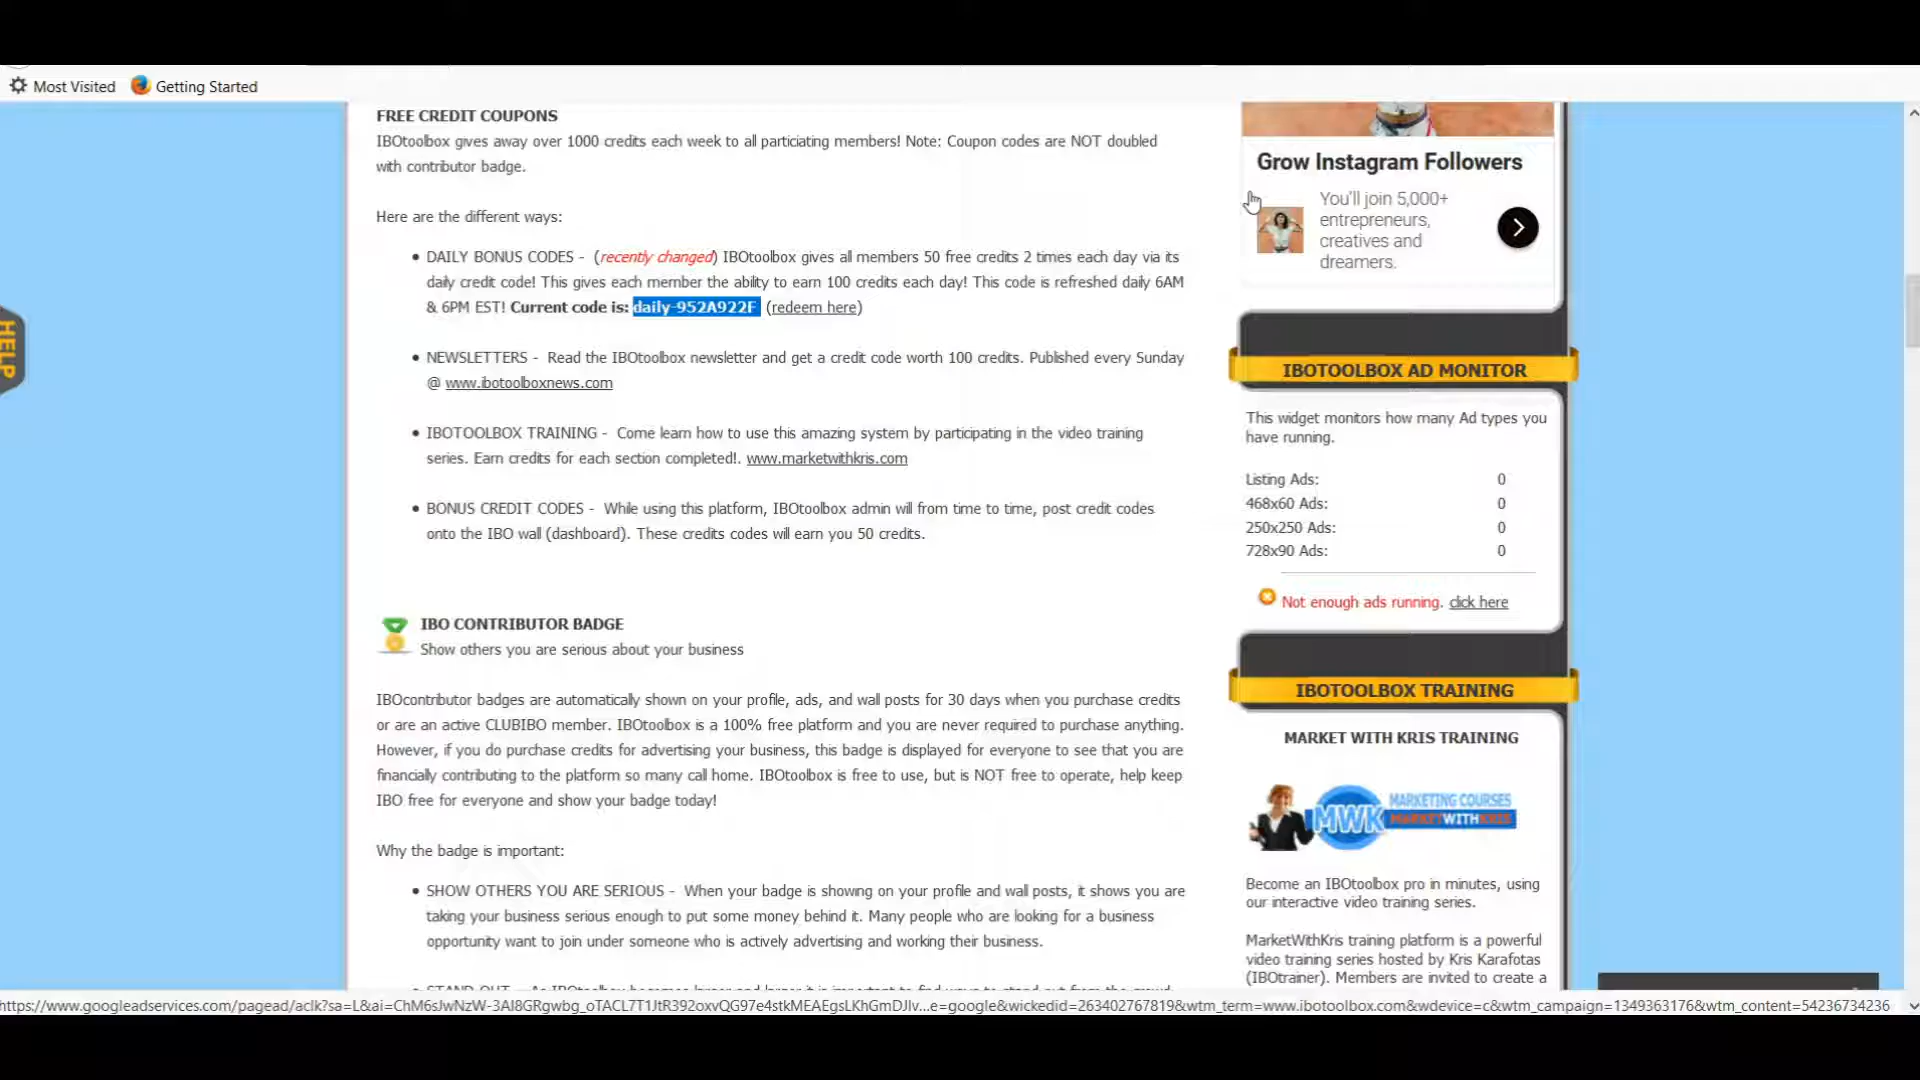 Most Visited
Getting Started
FREE CREDIT COUPONS
IBOtoolbox gives away over 1000 credits each week to all particiating members! Note: Coupon codes are NOT doubled
with contributor badge.
Here are the different ways:
• DAILY BONUS CODES - (recently changed) IBOtoolbox gives all members 50 free credits 2 times each day via its
daily credit code! This gives each member the ability to earn 100 credits each day! This code is refreshed daily 6AM
& 6PM EST! Current code is: daily-952A922F (redeem here)
• NEWSLETTERS - Read the IBOtoolbox newsletter and get a credit code worth 100 credits. Published every Sunday
@ www.ibotoolboxnews.com
• IBOTOOLBOX TRAINING - Come learn how to use this amazing system by participating in the video training
series. Earn credits for each section completed!. www.marketwithkris.com
• BONUS CREDIT CODES - While using this platform, IBOtoolbox admin will from time to time, post credit codes
onto the IBO wall (dashboard). These credits codes will earn you 50 credits.
IBO CONTRIBUTOR BADGE
Show others you are serious about your business
IBOcontributor badges are automatically shown on your profile, ads, and wall posts for 30 days when you purchase credits
or are an active CLUBIBO member. IBOtoolbox is a 100% free platform and you are never required to purchase anything.
However, if you do purchase credits for advertising your business, this badge is displayed for everyone to see that you are
financially contributing to the platform so many call home. IBOtoolbox is free to use, but is NOT free to operate, help keep
IBO free for everyone and show your badge today!
Why the badge is important:
• SHOW OTHERS YOU ARE SERIOUS - When your badge is showing on your profile and wall posts, it shows you are
taking your business serious enough to put some money behind it. Many people who are looking for a business
opportunity want to join under someone who is actively advertising and working their business.
HELP
Grow Instagram Followers
You'll join 5,000+
entrepreneurs,
creatives and
dreamers.
IBOTOOLBOX AD MONITOR
This widget monitors how many Ad types you
have running.
Listing Ads: 0
468x60 Ads: 0
250x250 Ads: 0
728x90 Ads: 0
Not enough ads running. click here
IBOTOOLBOX TRAINING
MARKET WITH KRIS TRAINING
MWK MARKETING COURSES
MARKETWITHKRIS
Become an IBOtoolbox pro in minutes, using
our interactive video training series.
MarketWithKris training platform is a powerful
video training series hosted by Kris Karafotas
(IBOtrainer). Members are invited to create a